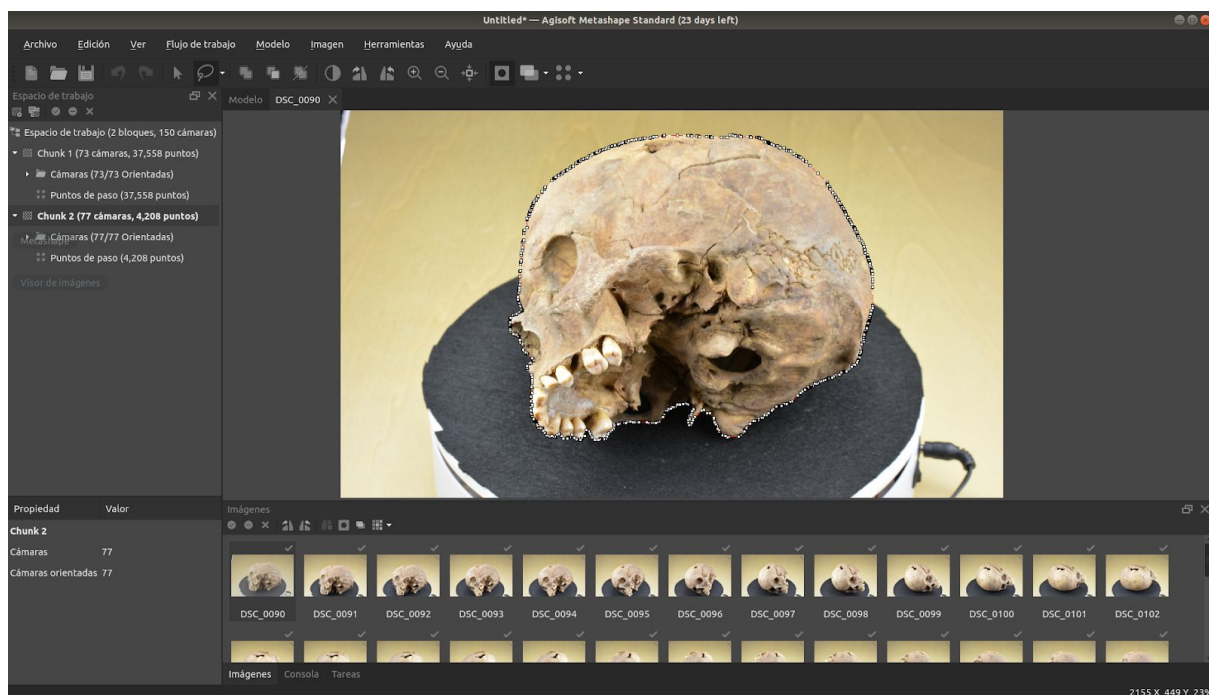 Untitled* — Agisoft Metashape Standard (23 days left)
Archivo Edición Ver Flujo de trabajo Modelo Imagen Herramientas Ayuda
Espacio de trabajo
Modelo DSC_0090
Espacio de trabajo (2 bloques, 150 cámaras)
Chunk 1 (73 cámaras, 37,558 puntos)
Cámaras (73/73 Orientadas)
Puntos de paso (37,558 puntos)
Chunk 2 (77 cámaras, 4,208 puntos)
Cámaras (77/77 Orientadas)
Metashape
Puntos de paso (4,208 puntos)
Visor de imágenes
Propiedad Valor
Chunk 2
Cámaras 77
Cámaras orientadas 77
Imágenes
DSC_0090 DSC_0091 DSC_0092 DSC_0093 DSC_0094 DSC_0095 DSC_0096 DSC_0097 DSC_0098 DSC_0099 DSC_0100 DSC_0101 DSC_0102
Imágenes Consola Tareas
2155 X, 449 Y, 23%